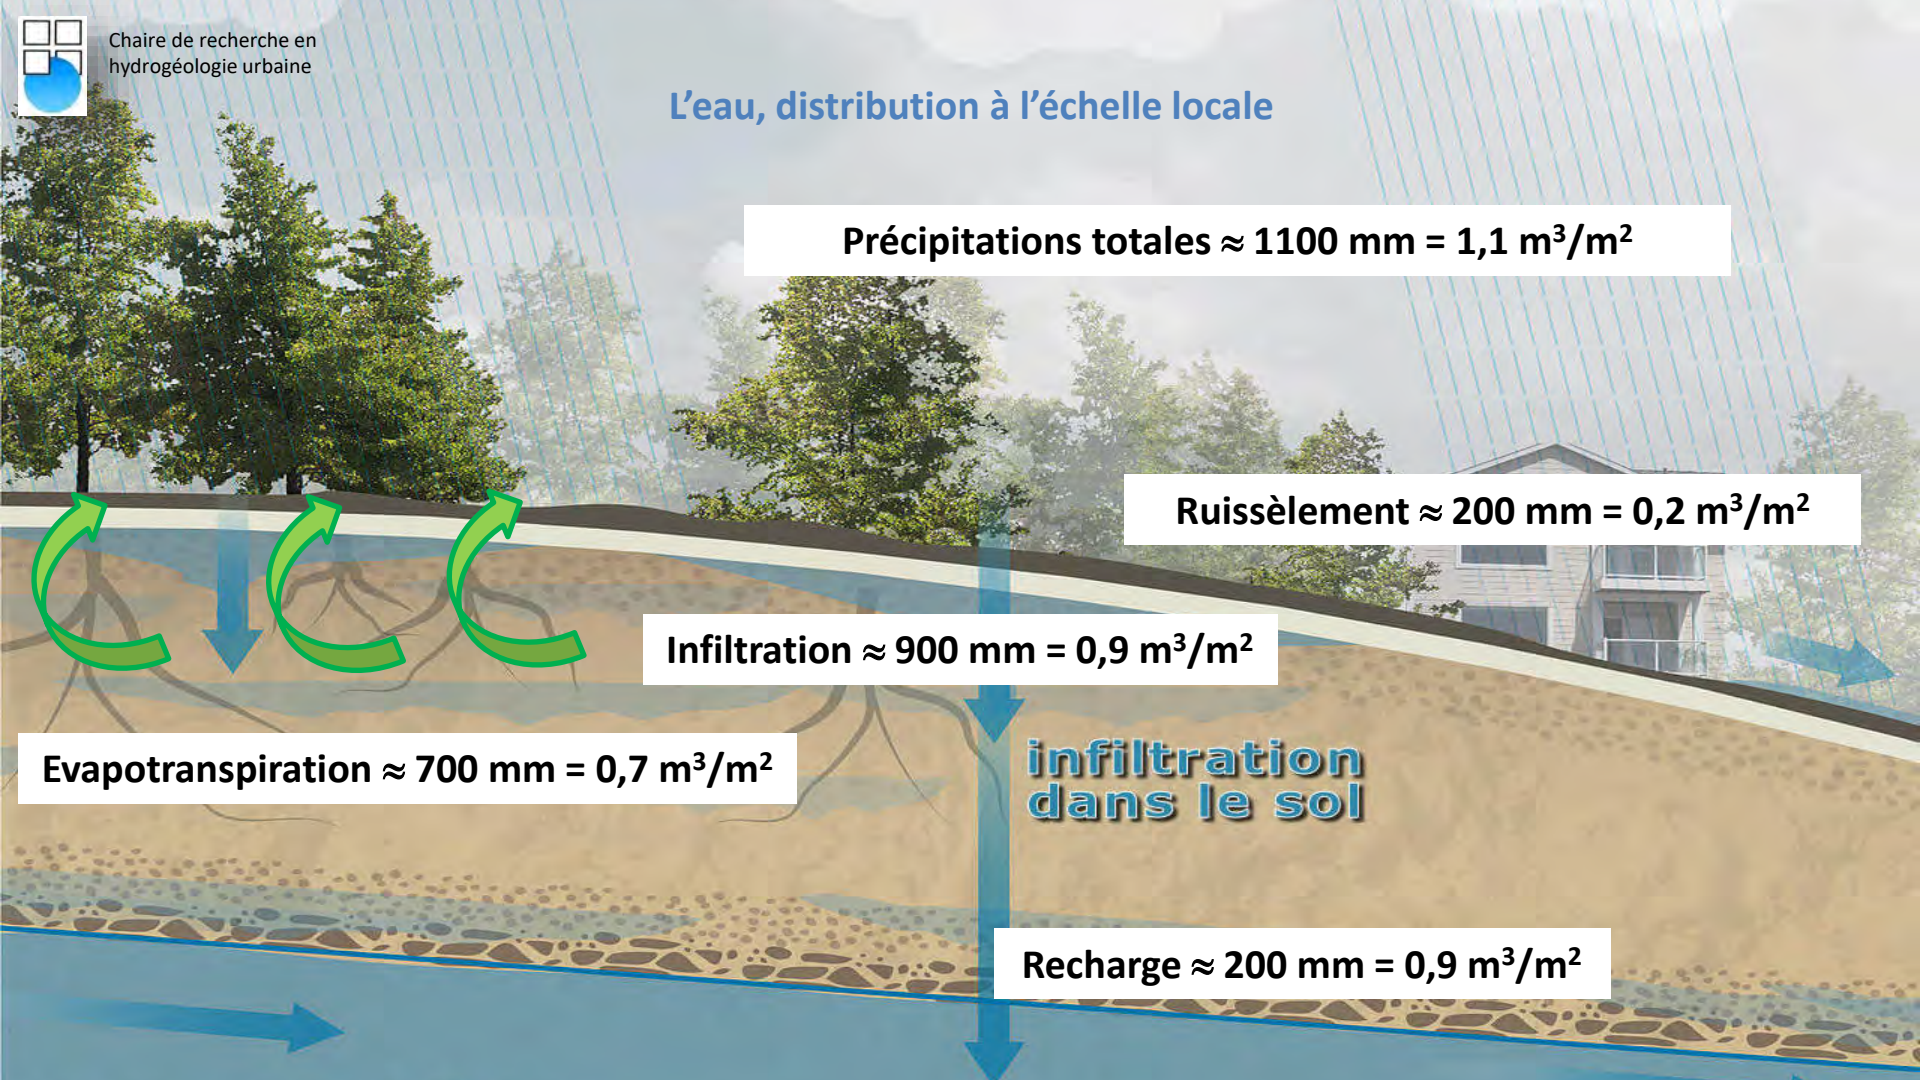 Chaire de recherche en
hydrogéologie urbaine
L’eau, distribution à l’échelle locale
Précipitations totales ≈ 1100 mm = 1,1 m³/m²
Ruissèlement ≈ 200 mm = 0,2 m³/m²
Infiltration ≈ 900 mm = 0,9 m³/m²
Evapotranspiration ≈ 700 mm = 0,7 m³/m²
infiltration
dans le sol
Recharge ≈ 200 mm = 0,9 m³/m²